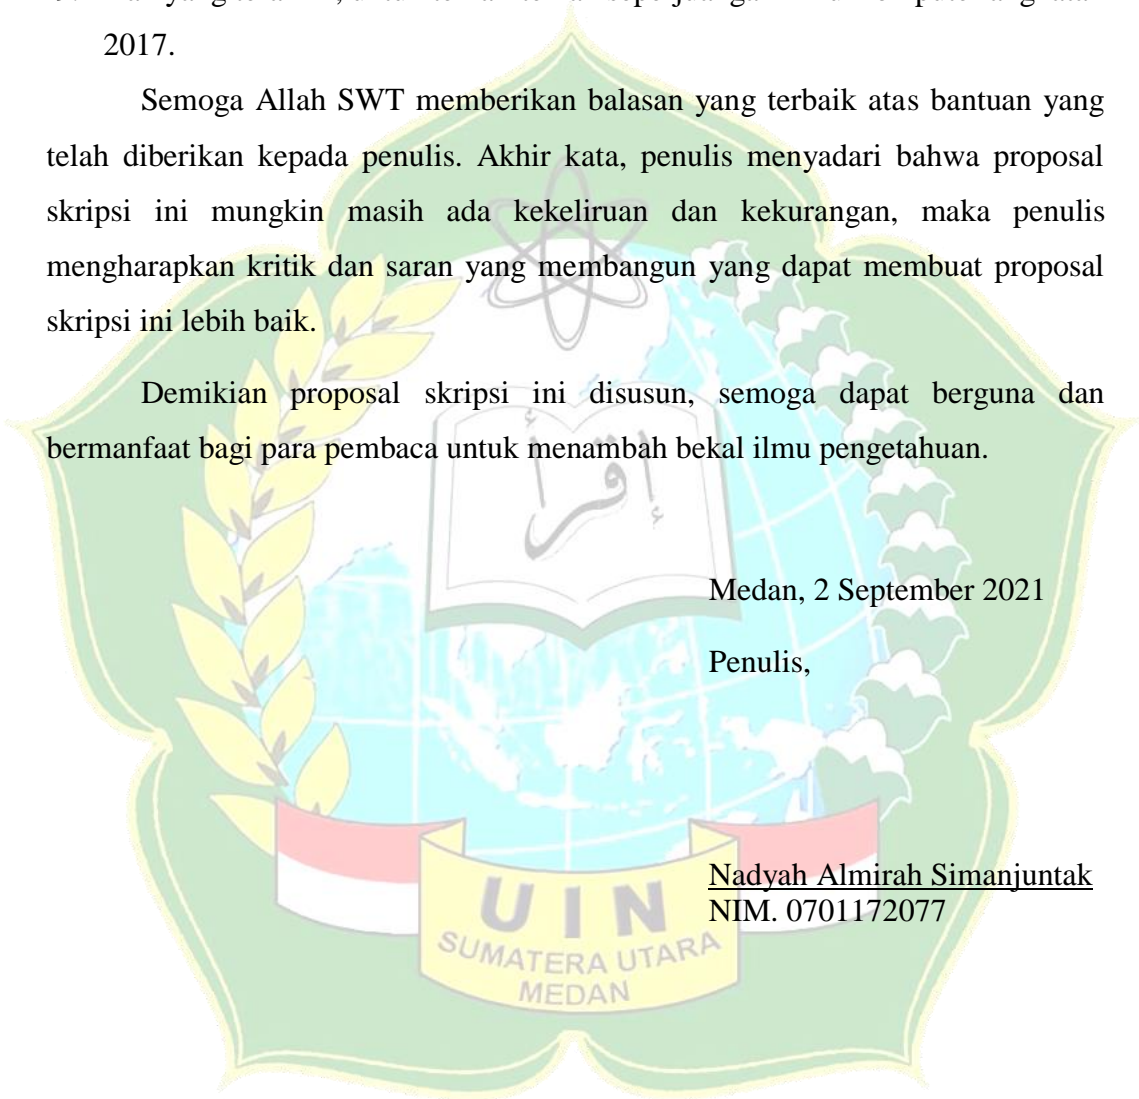 2017.
Semoga Allah SWT memberikan balasan yang terbaik atas bantuan yang
telah diberikan kepada penulis. Akhir kata, penulis menyadari bahwa proposal
skripsi ini mungkin masih ada kekeliruan dan kekurangan, maka penulis
mengharapkan kritik dan saran yang membangun yang dapat membuat proposal
skripsi ini lebih baik.
Demikian proposal skripsi ini disusun, semoga dapat berguna dan
bermanfaat bagi para pembaca untuk menambah bekal ilmu pengetahuan.
إقرأ
Medan, 2 September 2021
Penulis,
Nadyah Almirah Simanjuntak
NIM. 0701172077
UIN
SUMATERA UTARA
MEDAN